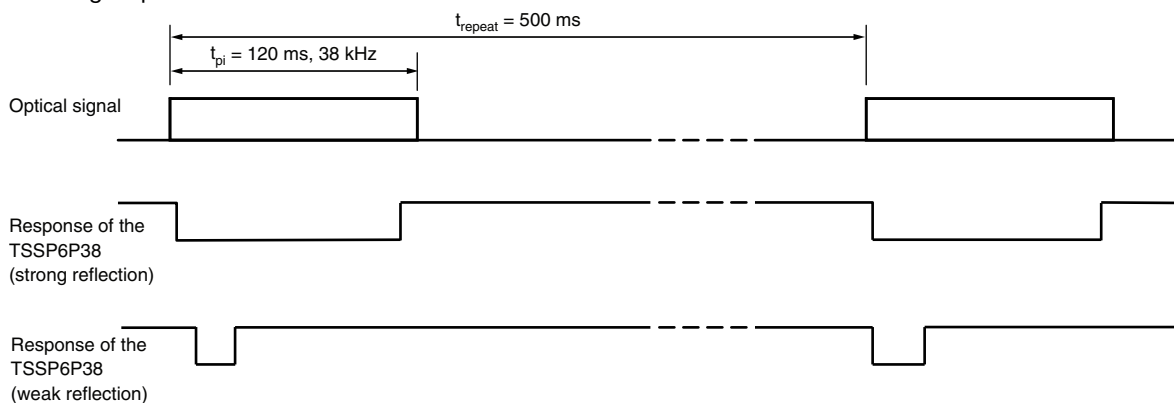 t_repeat = 500 ms
t_pi = 120 ms, 38 kHz
Optical signal
Response of the
TSSP6P38
(strong reflection)
Response of the
TSSP6P38
(weak reflection)